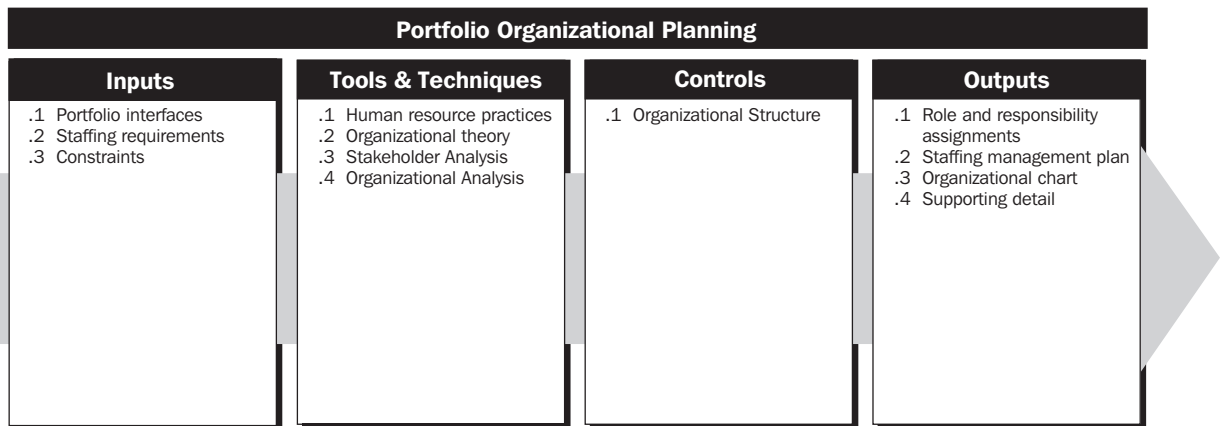 Portfolio Organizational Planning
Inputs
.1 Portfolio interfaces
.2 Staffing requirements
.3 Constraints
Tools & Techniques
.1 Human resource practices
.2 Organizational theory
.3 Stakeholder Analysis
.4 Organizational Analysis
Controls
.1 Organizational Structure
Outputs
.1 Role and responsibility
assignments
.2 Staffing management plan
.3 Organizational chart
.4 Supporting detail